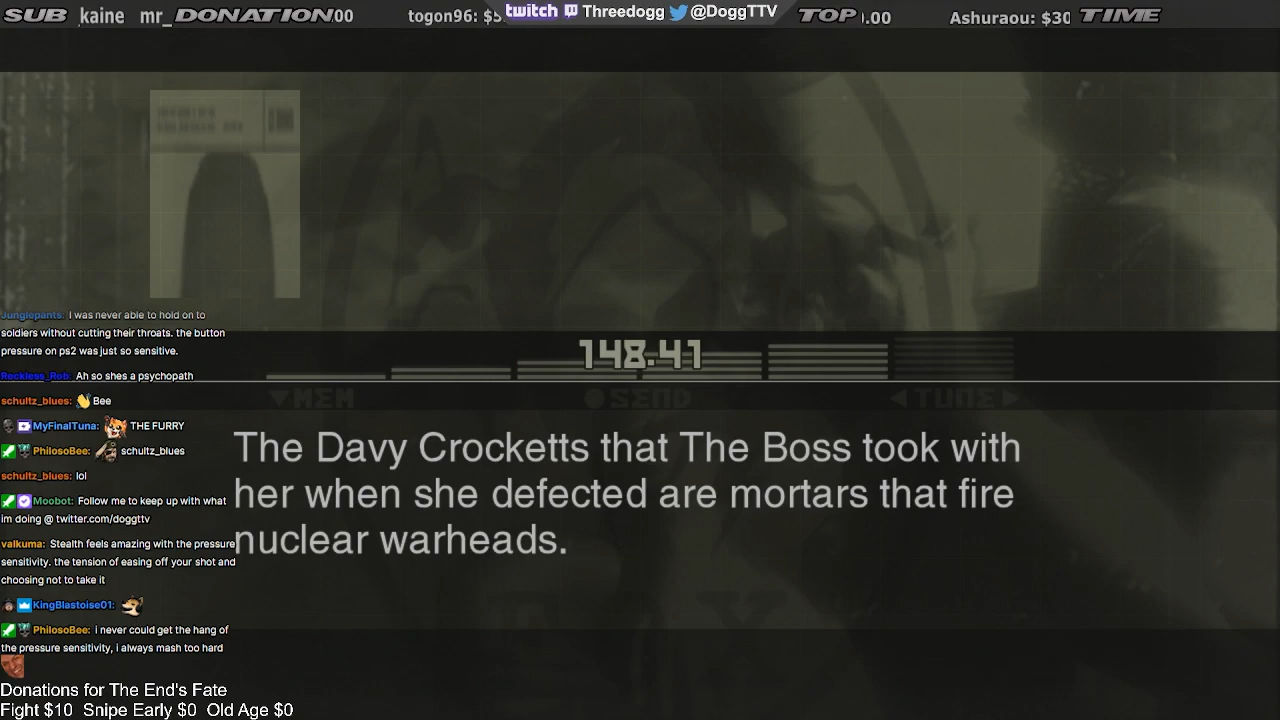 SUB kaine mr_ DONATION 00 togon96: $5 twitch Threedogg @DoggTTV TOP .00 Ashuraou: $30 TIME
Junglepants: I was never able to hold on to
soldiers without cutting their throats. the button
pressure on ps2 was just so sensitive.
148.41
Reckless_Rob: Ah so shes a psychopath
▼MEM ●SEND ◀TUNE▶
schultz_blues: Bee
MyFinalTuna: THE FURRY
PhilosoBee: schultz_blues
schultz_blues: lol
Moobot: Follow me to keep up with what
im doing @ twitter.com/doggttv
The Davy Crocketts that The Boss took with
her when she defected are mortars that fire
nuclear warheads.
valkuma: Stealth feels amazing with the pressure
sensitivity. the tension of easing off your shot and
choosing not to take it
KingBlastoise01:
PhilosoBee: i never could get the hang of
the pressure sensitivity, i always mash too hard
Donations for The End's Fate
Fight $10 Snipe Early $0 Old Age $0